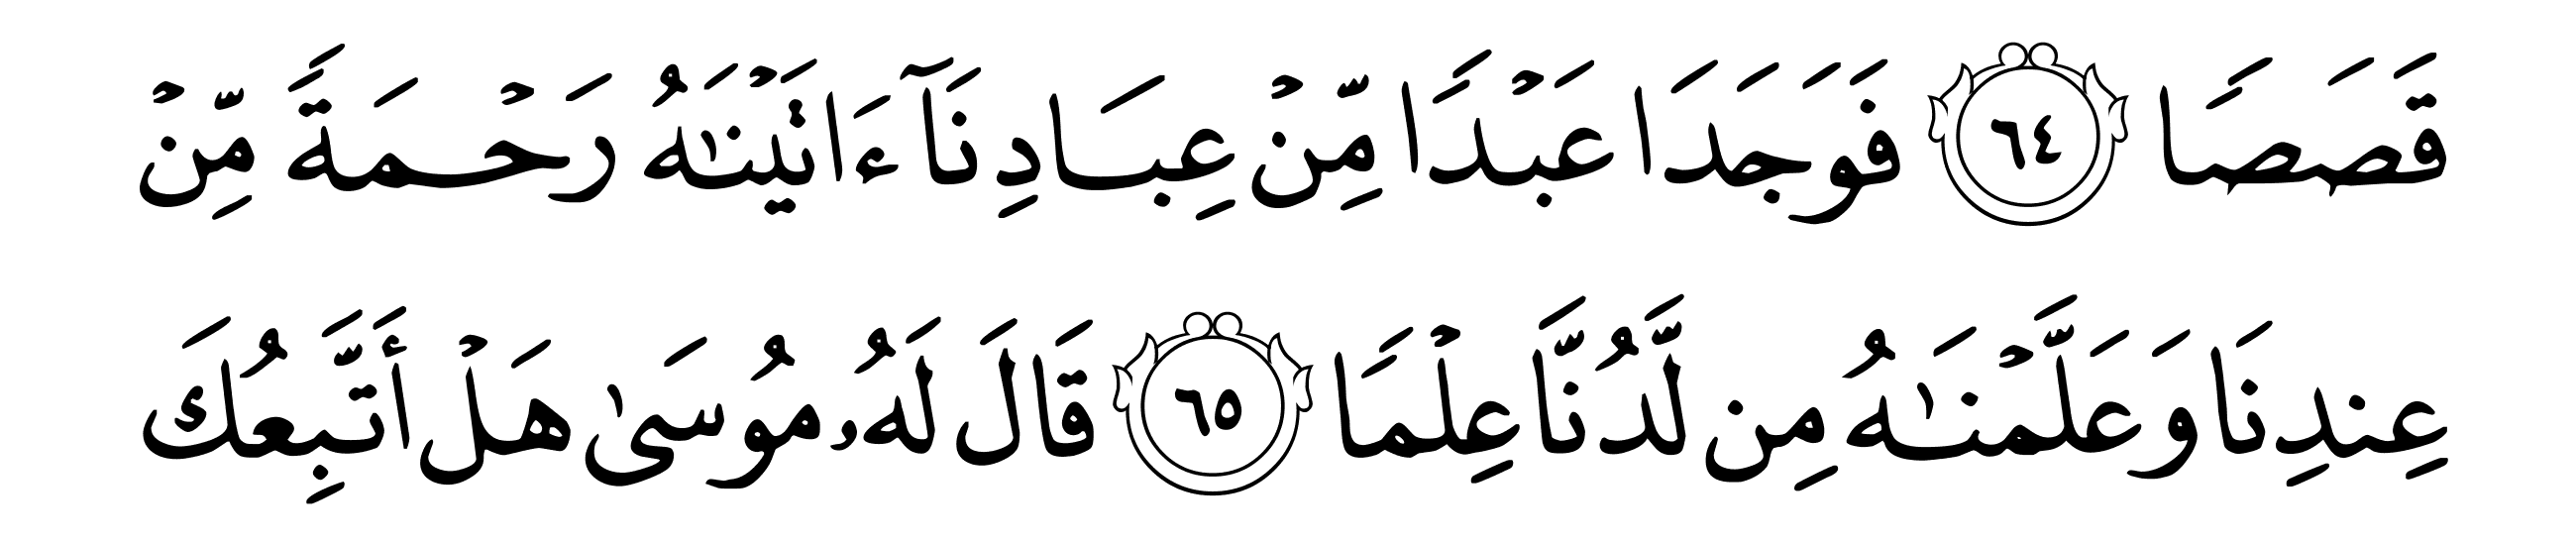 قَصَصًا ٦٤ فَوَجَدَا عَبْدًا مِّنْ عِبَادِنَآ ءَاتَيْنَٰهُ رَحْمَةً مِّنْ
عِندِنَا وَعَلَّمْنَٰهُ مِن لَّدُنَّا عِلْمًا ٦٥ قَالَ لَهُۥ مُوسَىٰ هَلْ أَتَّبِعُكَ